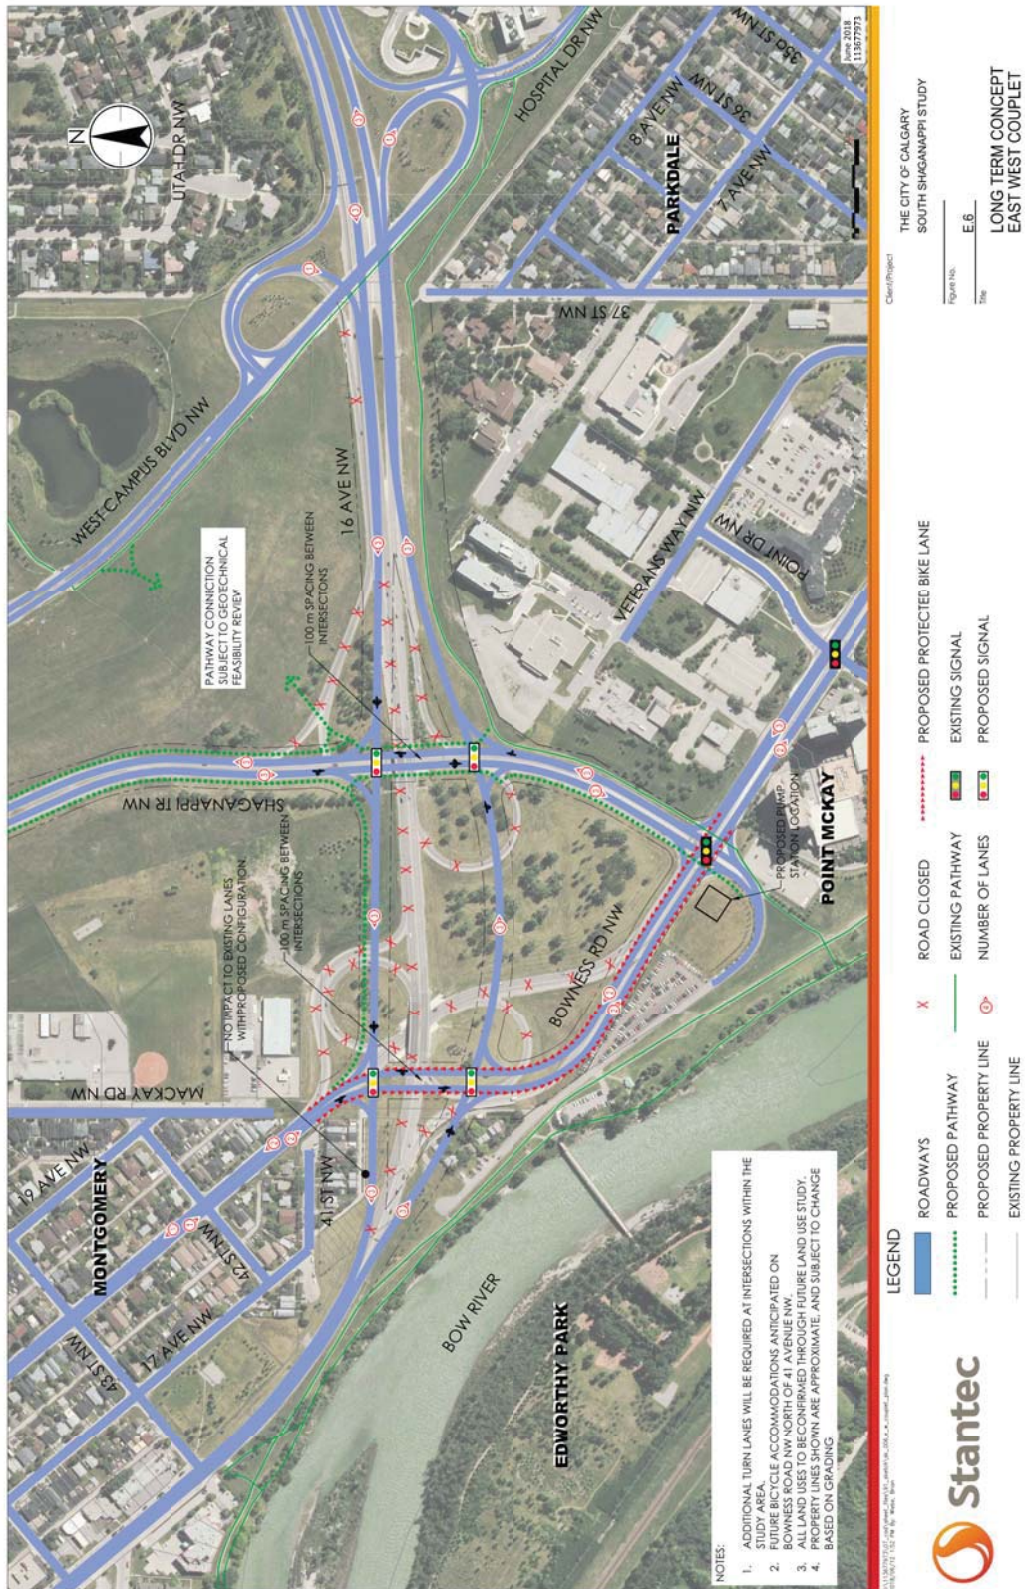 N
UTAH DR NW
HOSPITAL DR NW
35a ST NW
36 ST NW
8 AVE NW
7 AVE NW
PARKDALE
June 2018
113677973
WEST CAMPUS BLVD NW
PATHWAY CONNICTION
SUBJECT TO GEOTECHNICAL
FEASIBILITY REVIEW
16 AVE NW
100 m SPACING BETWEEN
INTERSECTONS
37 ST NW
VETERANS WAY NW
POINT DR NW
SHAGANAPPI TR NW
NO IMPACT TO EXISTING LANES
WITHPROPOSED CONFIGURATION
100 m SPACING BETWEEN
INTERSECTIONS
PROPOSED PUMP
STATION LOCATION
POINT MCKAY
BOWNESS RD NW
MACKAY RD NW
19 AVE NW
MONTGOMERY
41 ST NW
42 ST NW
43 ST NW
17 AVE NW
BOW RIVER
EDWORTHY PARK
NOTES:
1. ADDITIONAL TURN LANES WILL BE REQUIRED AT INTERSECTIONS WITHIN THE
STUDY AREA.
2. FUTURE BICYCLE ACCOMMODATIONS ANTICIPATED ON
BOWNESS ROAD NW NORTH OF 41 AVENUE NW.
3. ALL LAND USES TO BECONFIRMED THROUGH FUTURE LAND USE STUDY.
4. PROPERTY LINES SHOWN ARE APPROXIMATE, AND SUBJECT TO CHANGE
BASED ON GRADING
Stantec
LEGEND
ROADWAYS
PROPOSED PATHWAY
PROPOSED PROPERTY LINE
EXISTING PROPERTY LINE
ROAD CLOSED
EXISTING PATHWAY
NUMBER OF LANES
PROPOSED PROTECTED BIKE LANE
EXISTING SIGNAL
PROPOSED SIGNAL
Client/Project
THE CITY OF CALGARY
SOUTH SHAGANAPPI STUDY
Figure No.
E.6
Title
LONG TERM CONCEPT
EAST WEST COUPLET